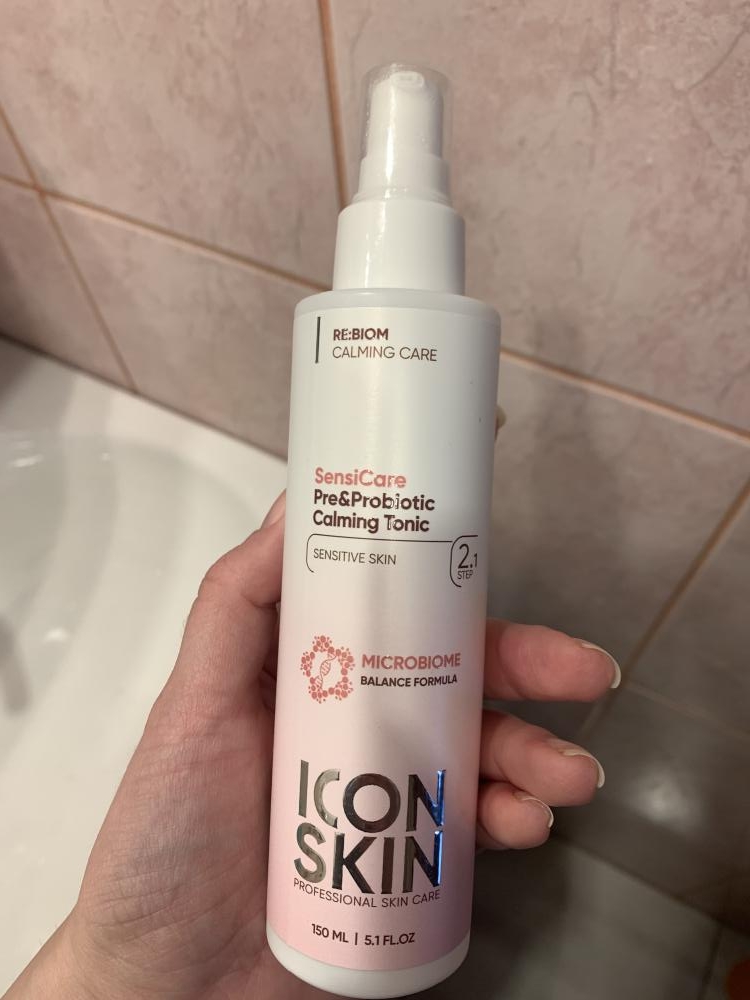 RE:BIOM
CALMING CARE
SensiCare
Pre&Probiotic
Calming Tonic
SENSITIVE SKIN
2.1
STEP
MICROBIOME
BALANCE FORMULA
ICON
SKIN
PROFESSIONAL SKIN CARE
150 ML | 5.1 FL.OZ